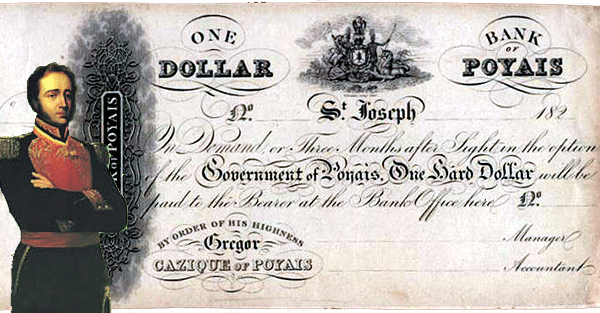 ONE
DOLLAR
BANK
OF
POYAIS
K OF POYAIS
No. St. Joseph 182
On Demand, or Three Months after Sight in the option
of the Government of Poyais, One Hard Dollar will be
paid to the Bearer at the Bank Office here No.
BY ORDER OF HIS HIGHNESS
Gregor
CAZIQUE OF POYAIS
Manager
Accountant